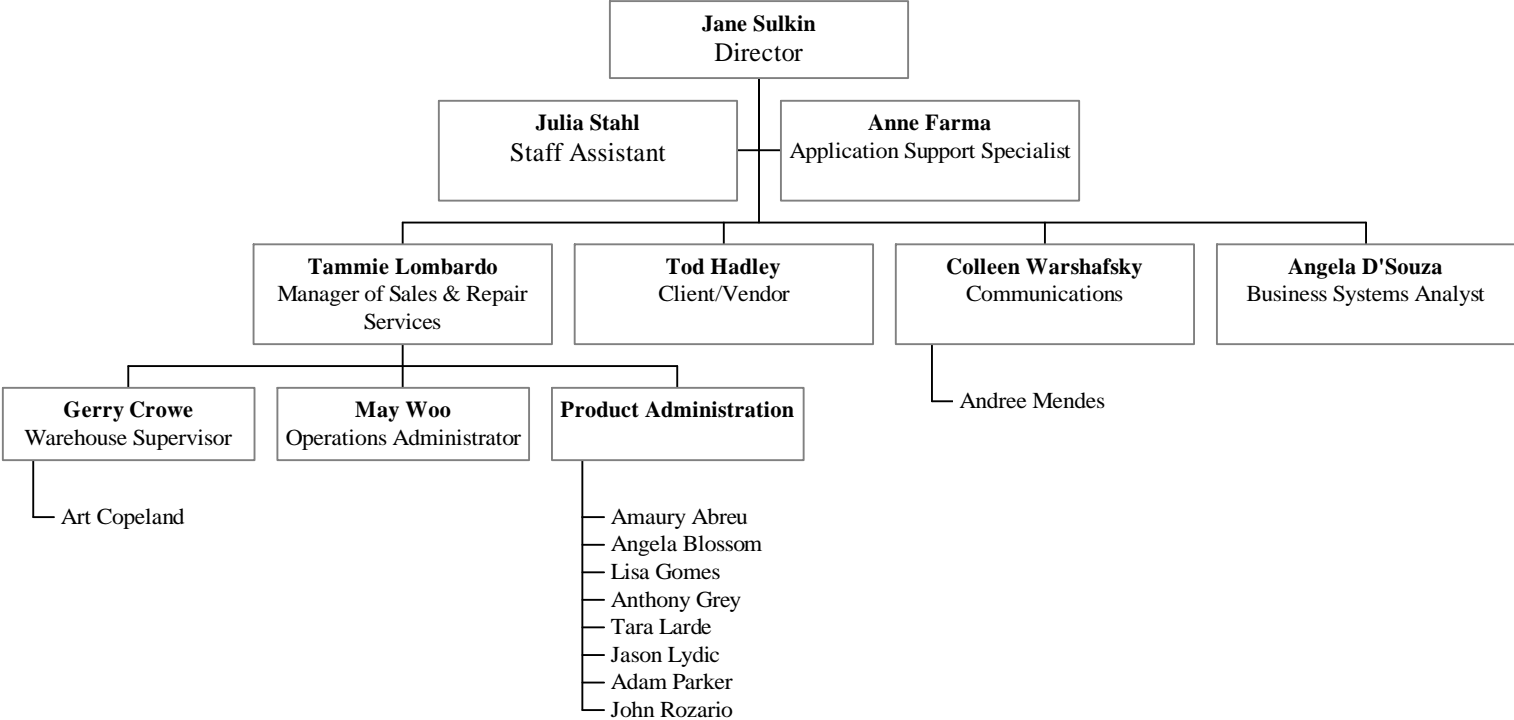 Jane Sulkin
Director
Julia Stahl
Staff Assistant
Anne Farma
Application Support Specialist
Tammie Lombardo
Manager of Sales & Repair
Services
Tod Hadley
Client/Vendor
Colleen Warshafsky
Communications
Angela D'Souza
Business Systems Analyst
Gerry Crowe
Warehouse Supervisor
May Woo
Operations Administrator
Product Administration
Andree Mendes
Art Copeland
Amaury Abreu
Angela Blossom
Lisa Gomes
Anthony Grey
Tara Larde
Jason Lydic
Adam Parker
John Rozario